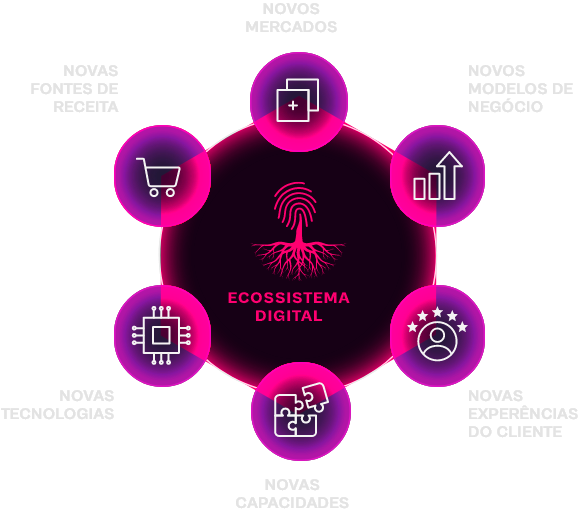 NOVOS
MERCADOS
NOVAS
FONTES DE
RECEITA
NOVOS
MODELOS DE
NEGÓCIO
ECOSSISTEMA
DIGITAL
NOVAS
TECNOLOGIAS
NOVAS
EXPERÊNCIAS
DO CLIENTE
NOVAS
CAPACIDADES